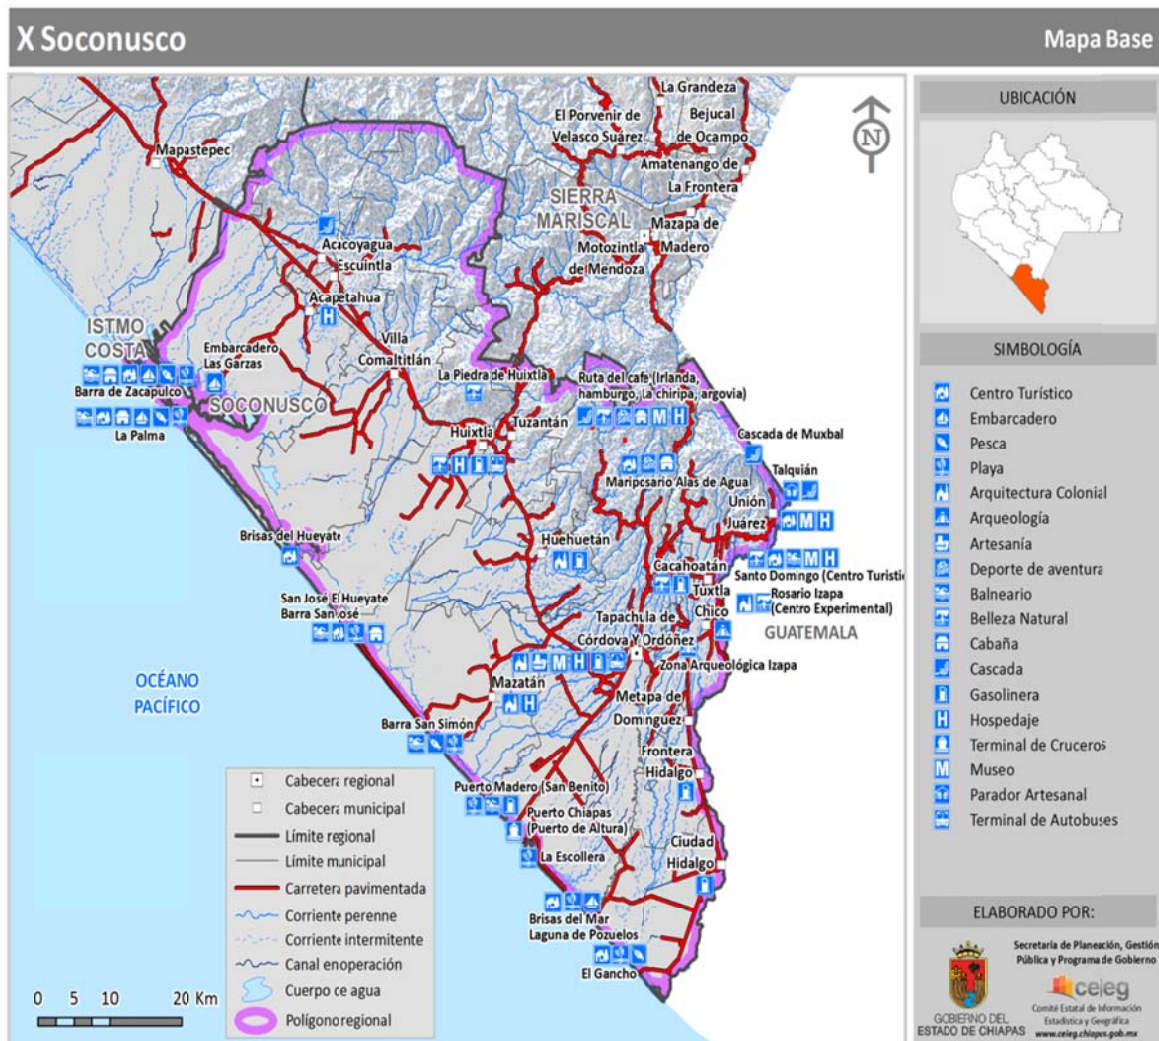 X Soconusco
Mapa Base
La Grandeza
El Porvenir de
Velasco Suárez
Bejucal
de Ocampo
Mapastepec
Amatenango de
La Frontera
SIERRA
MARISCAL
Mazapa de
Madero
Motozintla
de Mendoza
Acacoyagua
Escuintla
Acapetahua
H
ISTMO
COSTA
Embarcadero
Las Garzas
Villa
Comaltitlán
La Piedra de Huixtla
Ruta del cafe (Irlanda,
hamburgo, la chiripa, argovia)
M H
Barra de Zacapulco
SOCONUSCO
La Palma
Huixtla
Tuzantán
H
Cascada de Muxbal
Mariposario Alas de Agua
Talquián
Unión
Juárez
M H
Brisas del Hueyate
Huehuetán
Cacahoatán
Santo Domngo (Centro Turistic
M H
Tuxtla
Chico
Rosario Izapa
(Centro Experimental)
San José El Hueyate
Barra San José
Tapachula de
Córdova Y Ordóñez
GUATEMALA
M H
Zona Arqueológica Izapa
OCÉANO
PACÍFICO
Mazatán
H
Metapa de
Domínguez
Barra San Simón
Frontera
Hidalgo
Puerto Madero (San Benito)
Puerto Chiapas
(Puerto de Altura)
La Escollera
Ciudad
Hidalgo
Brisas del Mar
Laguna de Pozuelos
El Gancho
Cabecera regional
Cabecera municipal
Límite regional
Límite municipal
Carretera pavimentada
Corriente perenne
Corriente intermitente
Canal enoperación
Cuerpo de agua
Polígono regional
0 5 10 20 Km
N
UBICACIÓN
SIMBOLOGÍA
Centro Turístico
Embarcadero
Pesca
Playa
Arquitectura Colonial
Arqueología
Artesanía
Deporte de aventura
Balneario
Belleza Natural
Cabaña
Cascada
Gasolinera
H Hospedaje
Terminal de Cruceros
M Museo
Parador Artesanal
Terminal de Autobuses
ELABORADO POR:
GOBIERNO DEL
ESTADO DE CHIAPAS
Secretaria de Planeación, Gestión
Pública y Programa de Gobierno
ceieg
Comité Estatal de Información
Estadística y Geográfica
www.ceieg.chiapas.gob.mx